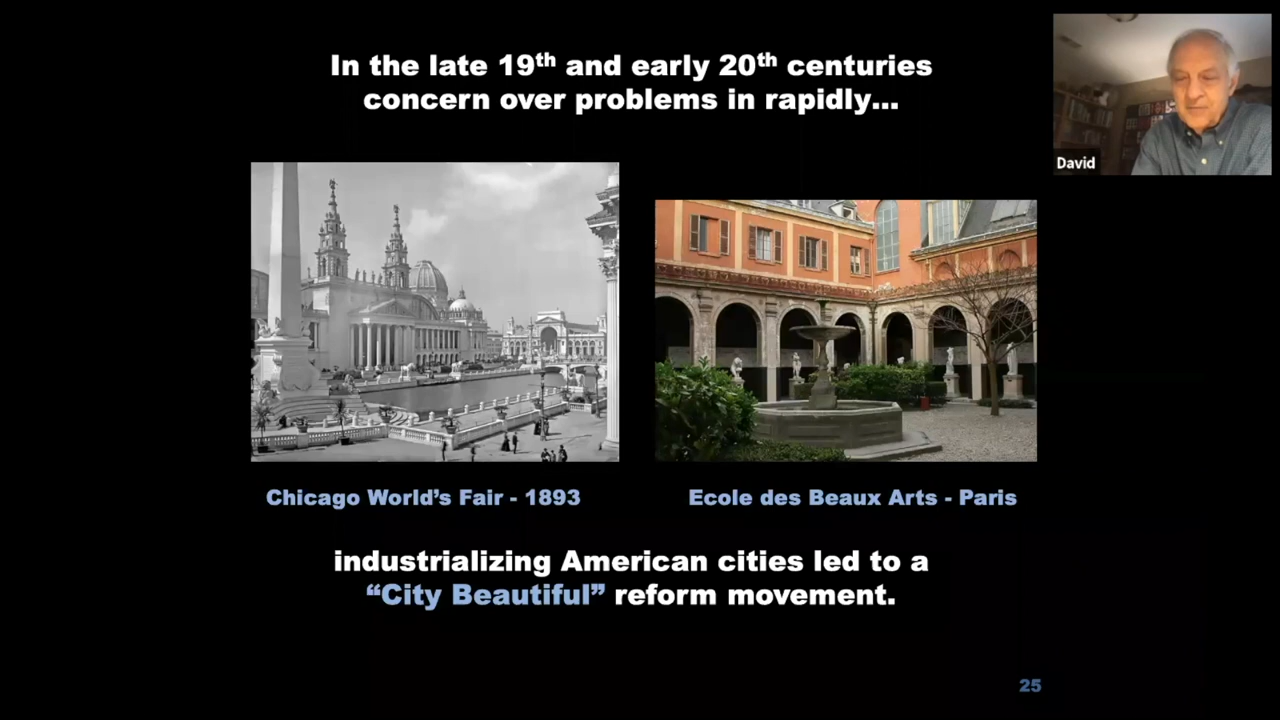 In the late 19th and early 20th centuries
concern over problems in rapidly...
David
Chicago World's Fair - 1893
Ecole des Beaux Arts - Paris
industrializing American cities led to a
“City Beautiful” reform movement.
25